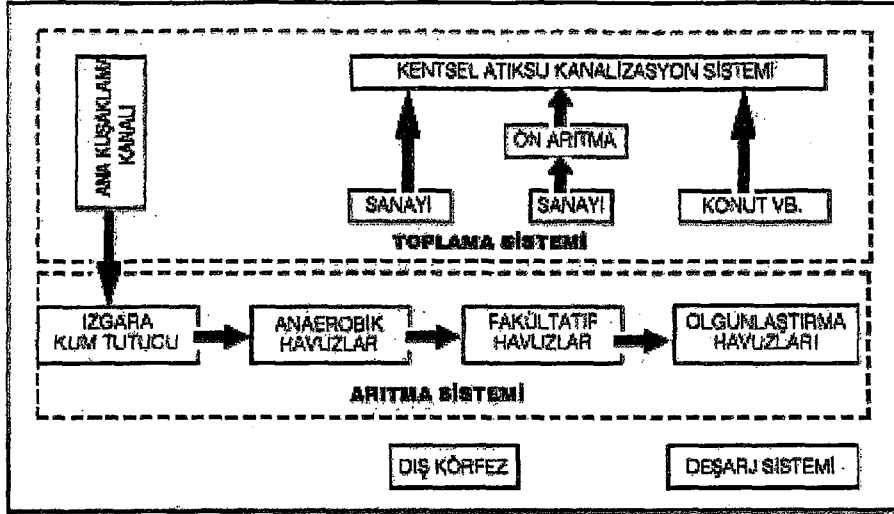 ANA KUŞAKLAMA
KANALI
KENTSEL ATIKSU KANALİZASYON SİSTEMİ
ÖN ARITMA
SANAYİ
SANAYİ
KONUT VB.
TOPLAMA SİSTEMİ
IZGARA
KUM TUTUCU
ANAEROBİK
HAVUZLAR
FAKÜLTATİF
HAVUZLAR
OLGUNLAŞTIRMA
HAVUZLARI
ARITMA SİSTEMİ
DIŞ KÖRFEZ
DEŞARJ SİSTEMİ